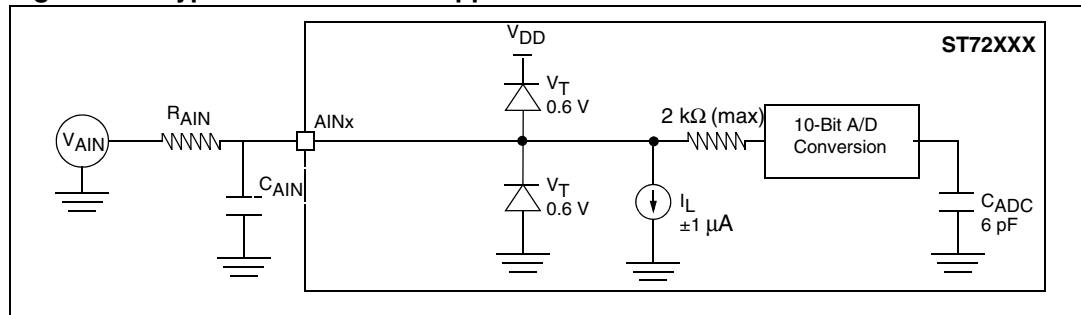 ST72XXX
VDD
VT
0.6 V
RAIN
AINx
2 kΩ (max)
10-Bit A/D
Conversion
VAIN
CAIN
VT
0.6 V
IL
±1 μA
CADC
6 pF